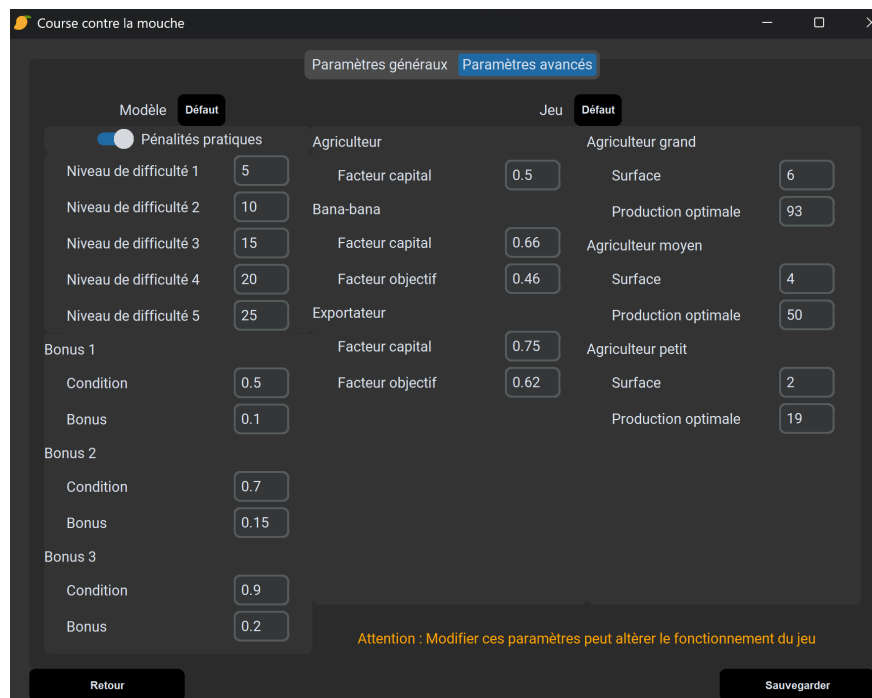 Course contre la mouche
Paramètres généraux Paramètres avancés
Modèle Défaut
Pénalités pratiques
Niveau de difficulté 1 5
Niveau de difficulté 2 10
Niveau de difficulté 3 15
Niveau de difficulté 4 20
Niveau de difficulté 5 25
Bonus 1
Condition 0.5
Bonus 0.1
Bonus 2
Condition 0.7
Bonus 0.15
Bonus 3
Condition 0.9
Bonus 0.2
Jeu Défaut
Agriculteur
Facteur capital 0.5
Bana-bana
Facteur capital 0.66
Facteur objectif 0.46
Exportateur
Facteur capital 0.75
Facteur objectif 0.62
Agriculteur grand
Surface 6
Production optimale 93
Agriculteur moyen
Surface 4
Production optimale 50
Agriculteur petit
Surface 2
Production optimale 19
Attention : Modifier ces paramètres peut altèrer le fonctionnement du jeu
Retour
Sauvegarder